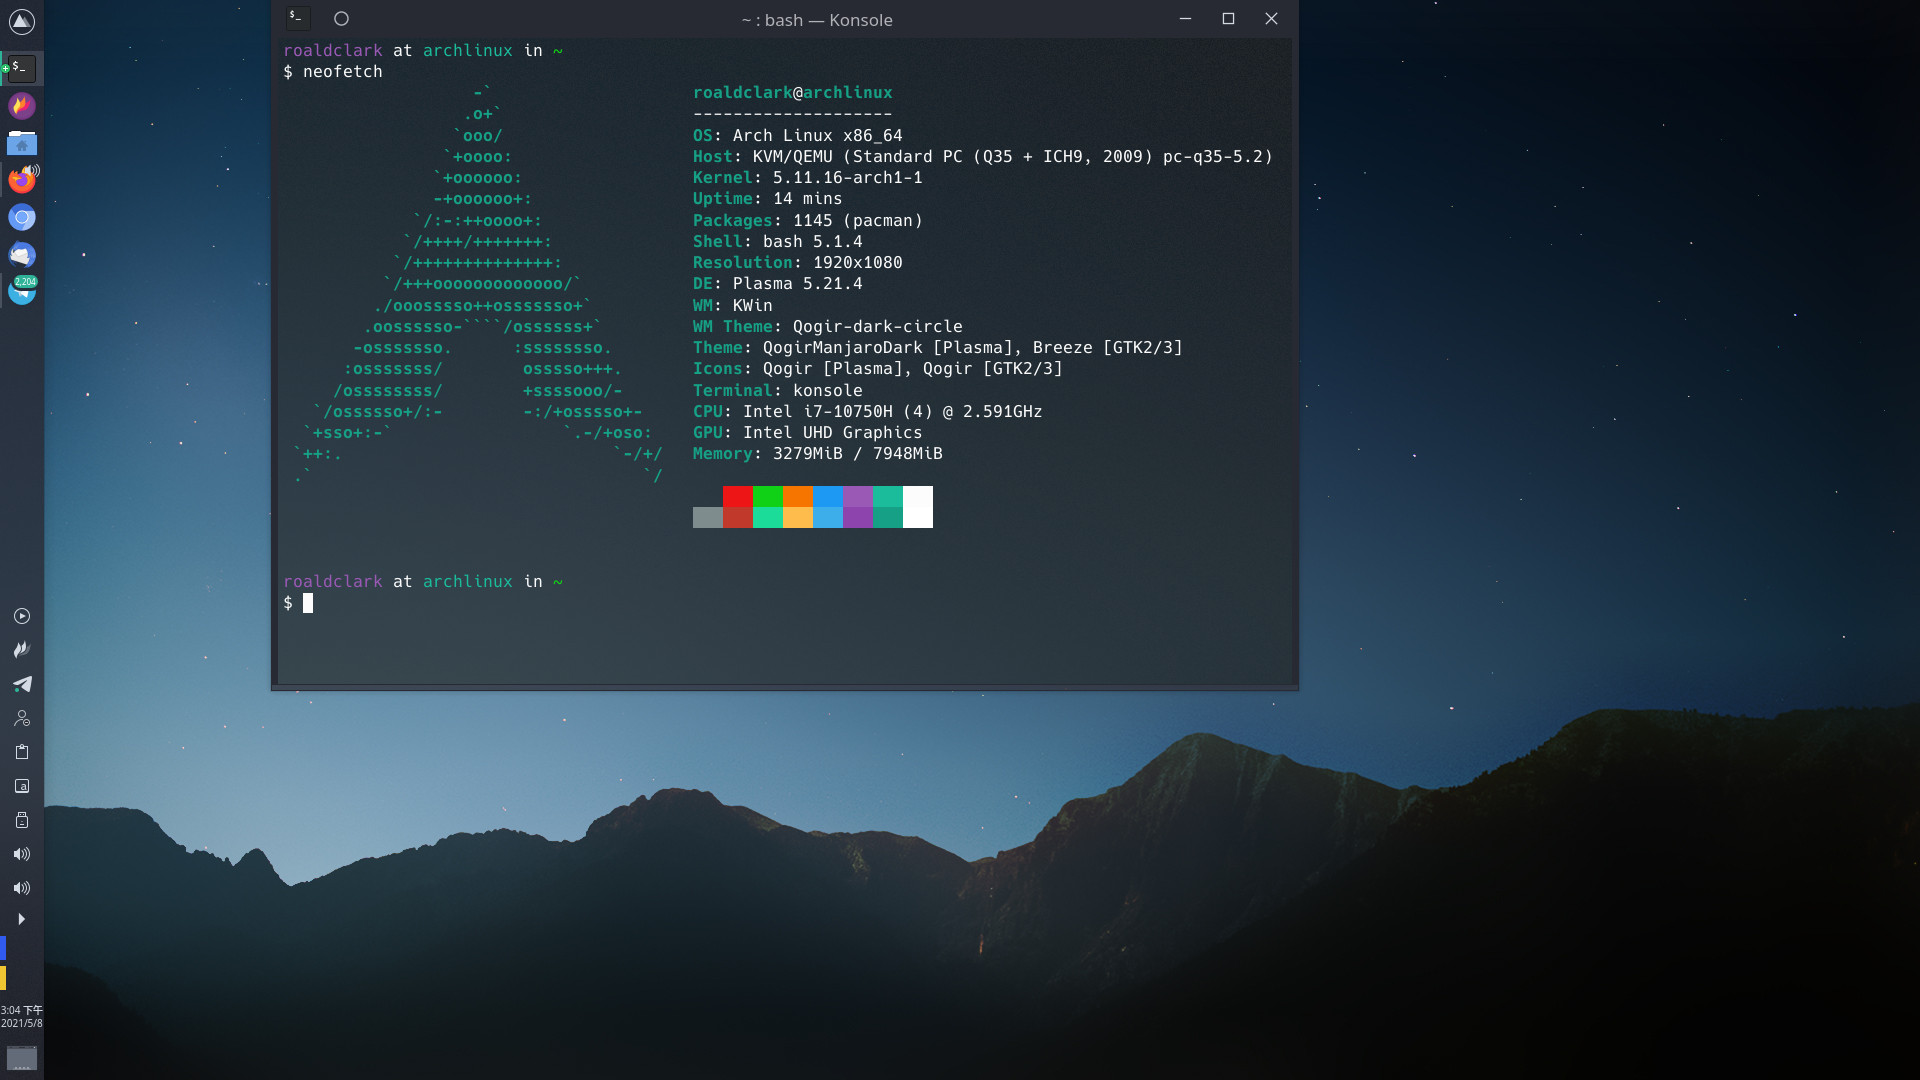 $_
~ : bash — Konsole
roaldclark at archlinux in ~
$ neofetch
-`
.o+`
`ooo/
`+oooo:
`+oooooo:
-+oooooo+:
`/:-:++oooo+:
`/++++/+++++++:
`/++++++++++++++:
`/+++ooooooooooooo/`
./ooosssso++osssssso+`
.oossssso-````/ossssss+`
-osssssso.      :ssssssso.
:osssssss/        osssso+++.
/ossssssss/        +ssssooo/-
`/ossssso+/:-        -:/+osssso+-
`+sso+:-`                 `.-/+oso:
`++:.                           `-/+/
.`                                 `/
roaldclark@archlinux
--------------------
OS: Arch Linux x86_64
Host: KVM/QEMU (Standard PC (Q35 + ICH9, 2009) pc-q35-5.2)
Kernel: 5.11.16-arch1-1
Uptime: 14 mins
Packages: 1145 (pacman)
Shell: bash 5.1.4
Resolution: 1920x1080
DE: Plasma 5.21.4
WM: KWin
WM Theme: Qogir-dark-circle
Theme: QogirManjaroDark [Plasma], Breeze [GTK2/3]
Icons: Qogir [Plasma], Qogir [GTK2/3]
Terminal: konsole
CPU: Intel i7-10750H (4) @ 2.591GHz
GPU: Intel UHD Graphics
Memory: 3279MiB / 7948MiB
roaldclark at archlinux in ~
$
$_
2,204
a
3:04 下午
2021/5/8